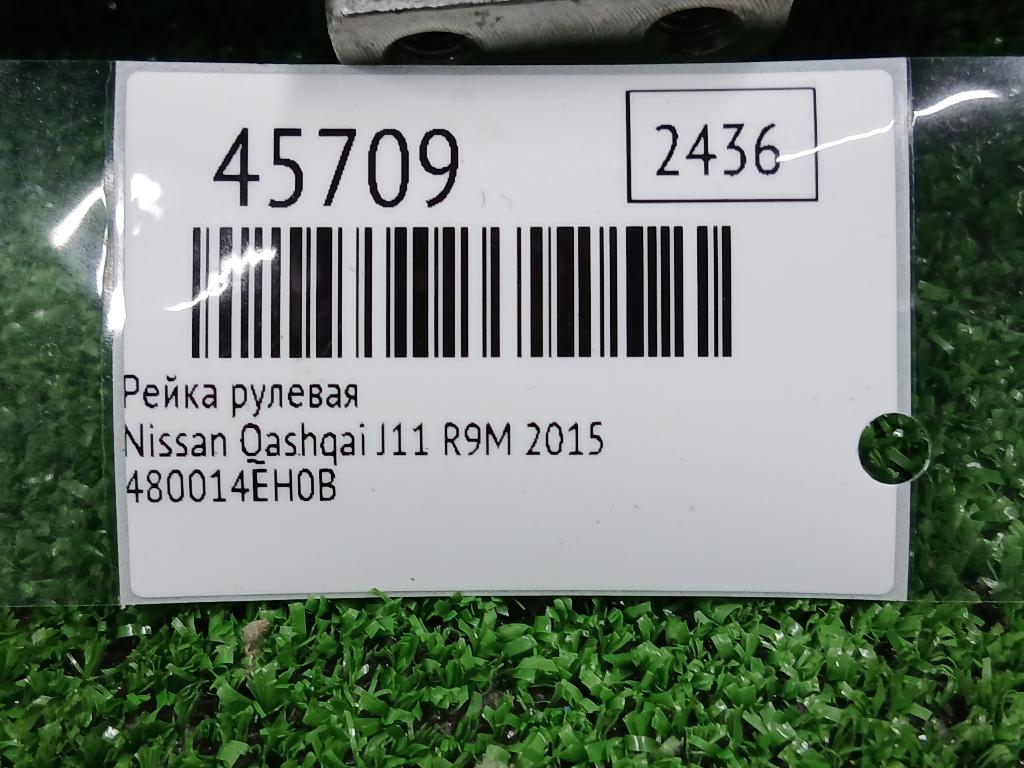 45709
2436
Рейка рулевая
Nissan Qashqai J11 R9M 2015
480014EH0B